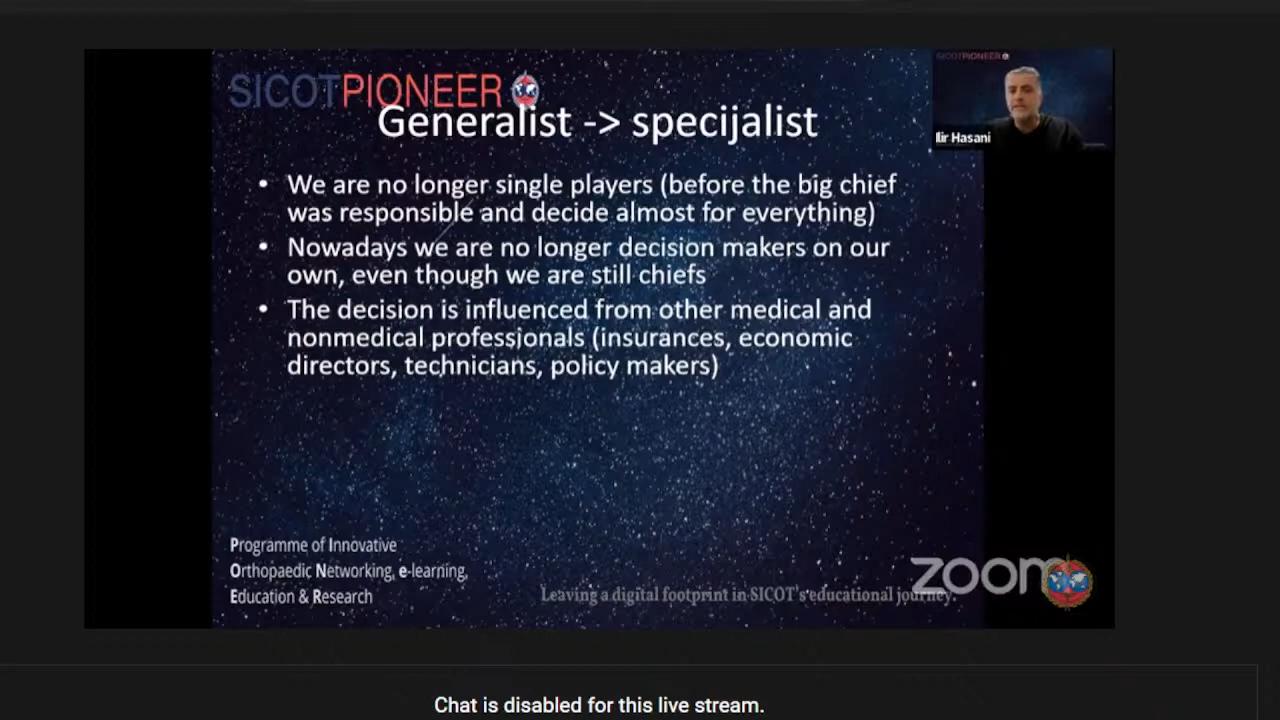 SICOTPIONEER
Generalist -> specijalist
SICOTPIONEER
Ilir Hasani
• We are no longer single players (before the big chief
was responsible and decide almost for everything)
• Nowadays we are no longer decision makers on our
own, even though we are still chiefs
• The decision is influenced from other medical and
nonmedical professionals (insurances, economic
directors, technicians, policy makers)
Programme of Innovative
Orthopaedic Networking, e-learning,
Education & Research
Leaving a digital footprint in SICOT's educational journey.
zoom
Chat is disabled for this live stream.